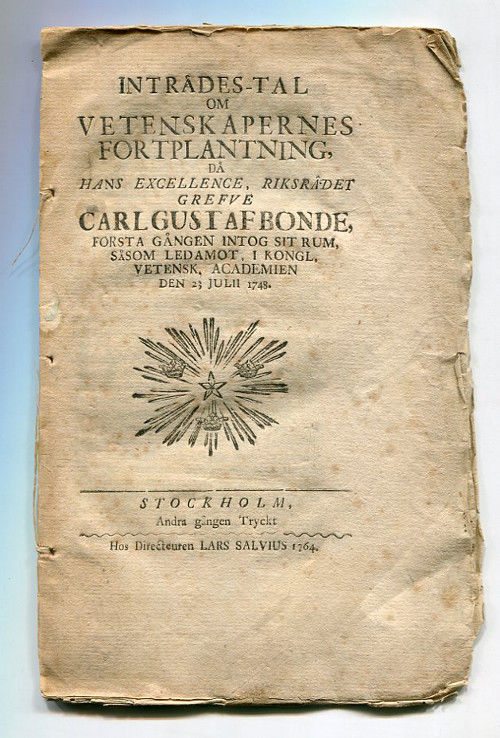 INTRÅDES-TAL
OM
VETENSKAPERNES
FORTPLANTNING,
DÅ
HANS EXCELLENCE, RIKSRÅDET
GREFVE
CARL GUSTAF BONDE,
FORSTA GÅNGEN INTOG SIT RUM,
SÅSOM LEDAMOT, I KONGL,
VETENSK, ACADEMIEN
DEN 23 JULII 1748.
STOCKHOLM,
Andra gången Tryckt
Hos Directeuren LARS SALVIUS 1764.